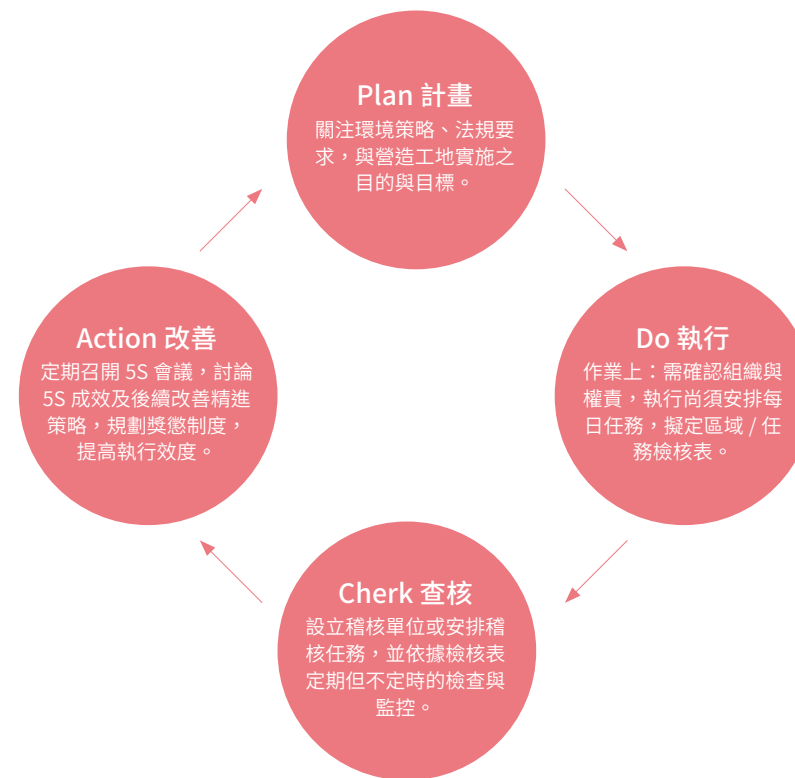 Plan 計畫
關注環境策略、法規要
求，與營造工地實施之
目的與目標。
Action 改善
定期召開 5S 會議，討論
5S 成效及後續改善精進
策略，規劃獎懲制度，
提高執行效度。
Do 執行
作業上：需確認組織與
權責，執行尚須安排每
日任務，擬定區域 / 任
務檢核表。
Cherk 查核
設立稽核單位或安排稽
核任務，並依據檢核表
定期但不定時的檢查與
監控。